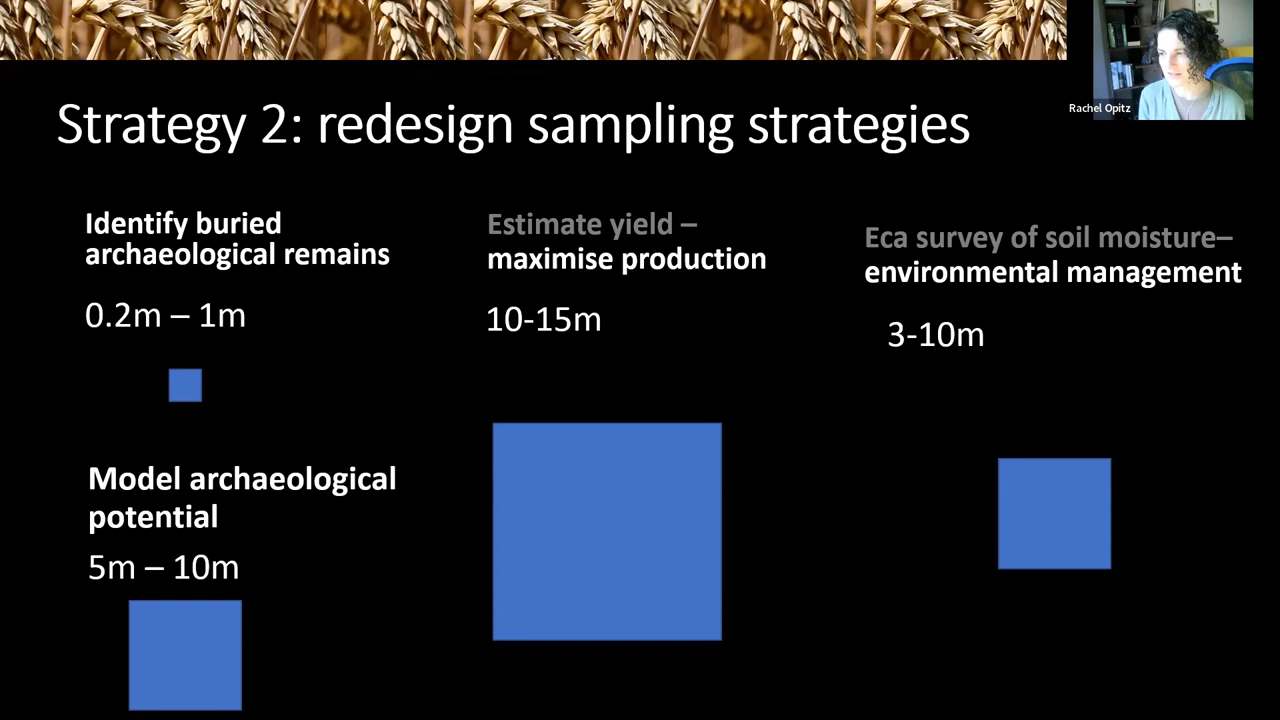 Rachel Opitz
Strategy 2: redesign sampling strategies
Identify buried
archaeological remains
0.2m – 1m
Model archaeological
potential
5m – 10m
Estimate yield –
maximise production
10-15m
Eca survey of soil moisture–
environmental management
3-10m